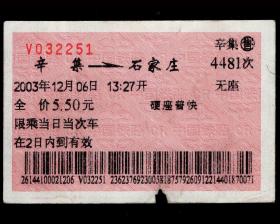 V032251 辛集 售
辛集 → 石家庄 4481次
2003年12月06日 13:27开 无座
全价5.50元 硬座普快
限乘当日当次车
在2日内到有效